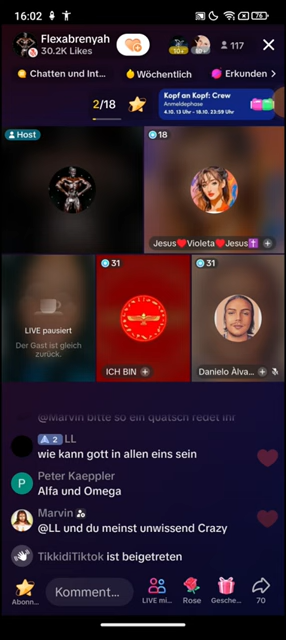 16:02
76
Flexabrenyah
30.2K Likes
117
Chatten und Int...
Wöchentlich
Erkunden
2/18
Kopf an Kopf: Crew
Anmeldephase
4.10. 13 Uhr - 18.10. 23:59 Uhr
Host
18
Jesus❤️Violeta❤️Jesus✝️
LIVE pausiert
Der Gast ist gleich
zurück.
31
ICH BIN
31
Danielo Àlva...
@Marvin bitte so ein quatsch redet ihr
2 LL
wie kann gott in allen eins sein
P
Peter Kaeppler
Alfa und Omega
Marvin
@LL und du meinst unwissend Crazy
TikkidiTiktok ist beigetreten
Abonn...
Komment...
LIVE mi...
Rose
Gesche...
70